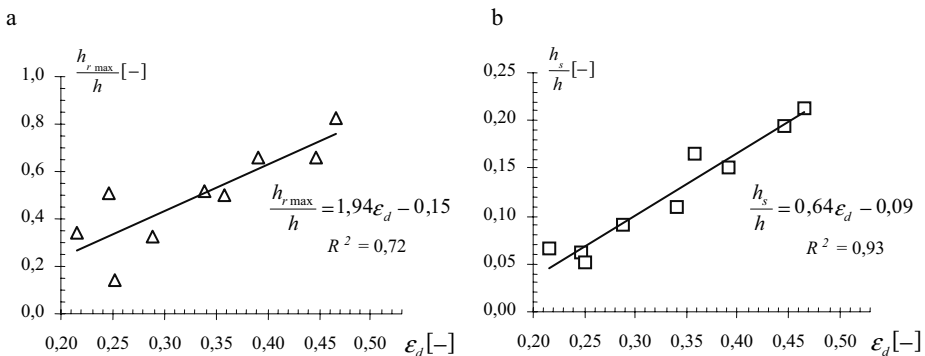 a
h_{r max}/h [−]
1,0
0,8
0,6
0,4
0,2
0,0
0,20 0,25 0,30 0,35 0,40 0,45 0,50 ε_d [−]
h_{r max}/h = 1,94ε_d − 0,15
R² = 0,72
b
h_s/h [−]
0,25
0,20
0,15
0,10
0,05
0,00
0,20 0,25 0,30 0,35 0,40 0,45 0,50 ε_d [−]
h_s/h = 0,64ε_d − 0,09
R² = 0,93